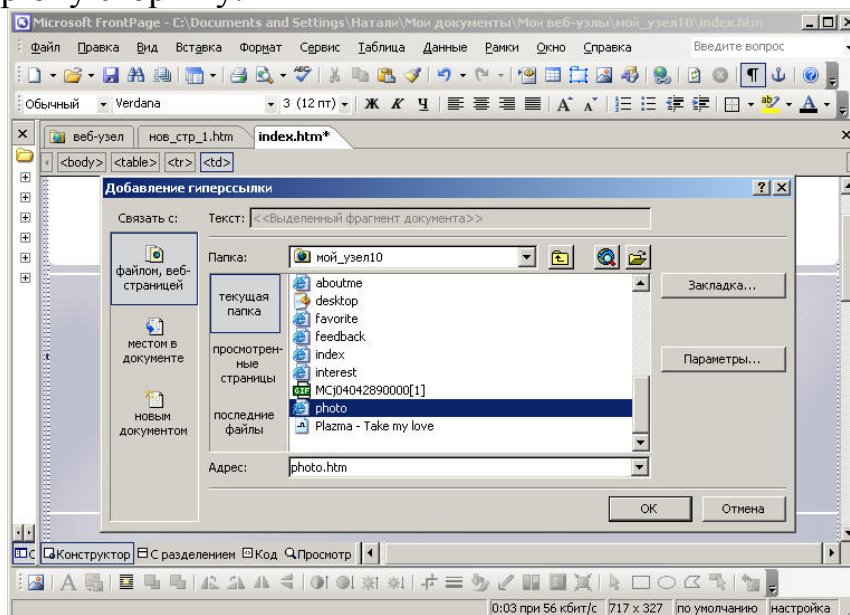 Microsoft FrontPage - C:\Documents and Settings\Натали\Мои документы\Мои веб-узлы\мой_узел10\index.htm
Файл Правка Вид Вставка Формат Сервис Таблица Данные Рамки Окно Справка Введите вопрос
Обычный Verdana 3 (12 пт) Ж К Ч
веб-узел нов_стр_1.htm index.htm*
<body> <table> <tr> <td>
Добавление гиперссылки
Связать с: Текст: <<Выделенный фрагмент документа>>
файлом, веб-страницей
местом в документе
новым документом
Папка: мой_узел10
текущая папка
просмотренные страницы
последние файлы
aboutme
desktop
favorite
feedback
index
interest
MCj04042890000[1]
photo
Plazma - Take my love
Закладка...
Параметры...
Адрес: photo.htm
ОК Отмена
Конструктор С разделением Код Просмотр
0:03 при 56 кбит/с 717 x 327 по умолчанию настройка